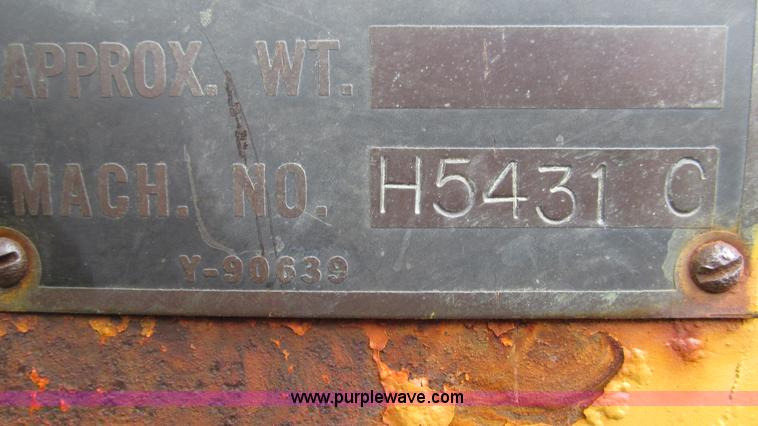 APPROX. WT.
MACH. NO. H5431 C
Y-90639
www.purplewave.com